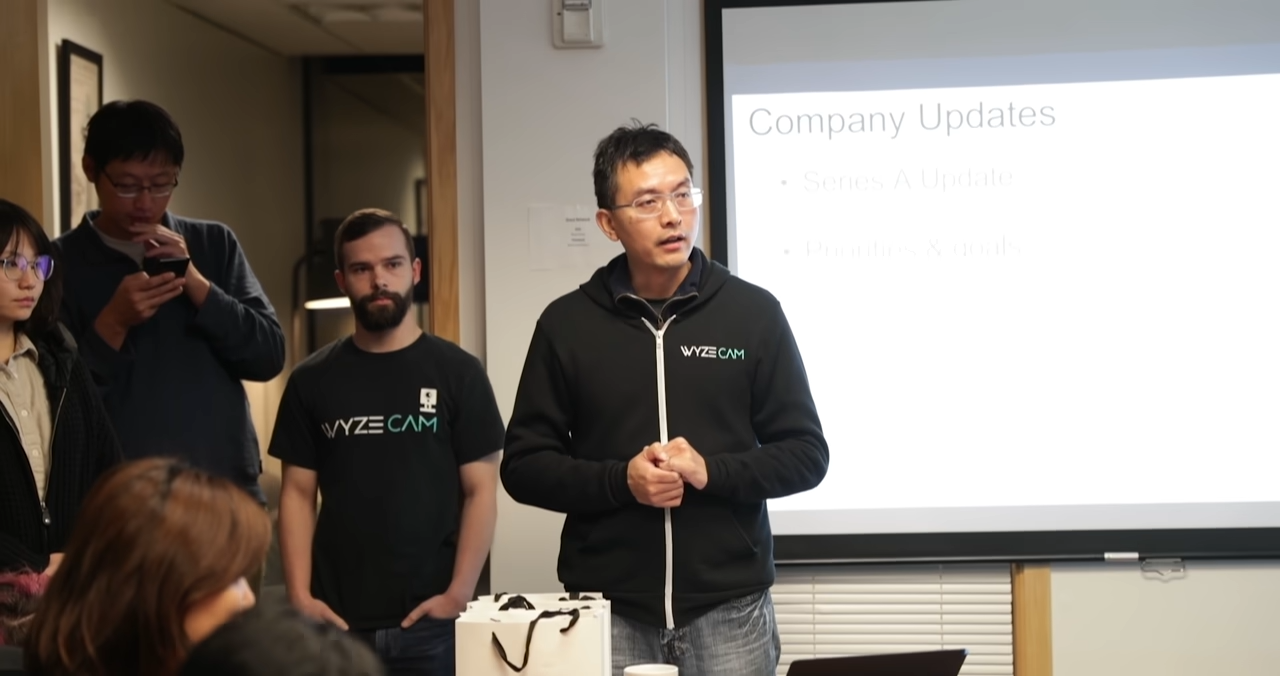 Company Updates
• Series A Update
• Priorities & goals
WYZE CAM
WYZE CAM